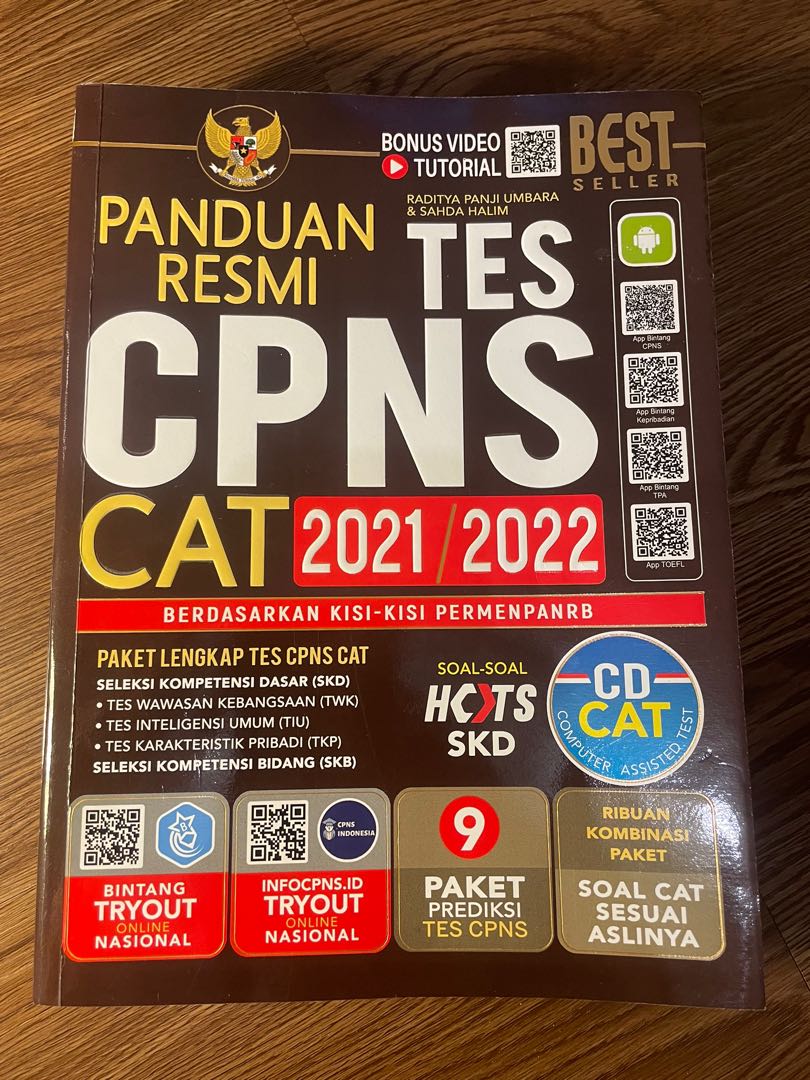 BONUS VIDEO
TUTORIAL
BEST
SELLER
RADITYA PANJI UMBARA
& SAHDA HALIM
PANDUAN
RESMI
TES
CPNS
CAT 2021/2022
App Bintang
CPNS
App Bintang
Kepribadian
App Bintang
TPA
App TOEFL
BERDASARKAN KISI-KISI PERMENPANRB
PAKET LENGKAP TES CPNS CAT
SELEKSI KOMPETENSI DASAR (SKD)
• TES WAWASAN KEBANGSAAN (TWK)
• TES INTELIGENSI UMUM (TIU)
• TES KARAKTERISTIK PRIBADI (TKP)
SELEKSI KOMPETENSI BIDANG (SKB)
SOAL-SOAL
HOTS
SKD
CD
CAT
COMPUTER ASSISTED TEST
BINTANG
TRYOUT
ONLINE
NASIONAL
CPNS
INDONESIA
INFOCPNS.ID
TRYOUT
ONLINE
NASIONAL
9
PAKET
PREDIKSI
TES CPNS
RIBUAN
KOMBINASI
PAKET
SOAL CAT
SESUAI
ASLINYA